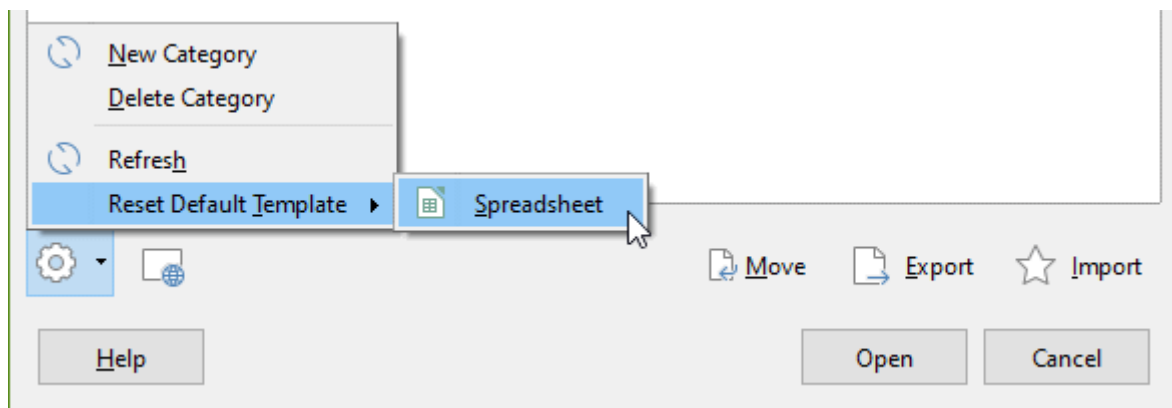 New Category
Delete Category
Refresh
Reset Default Template
Spreadsheet
Move
Export
Import
Help
Open
Cancel